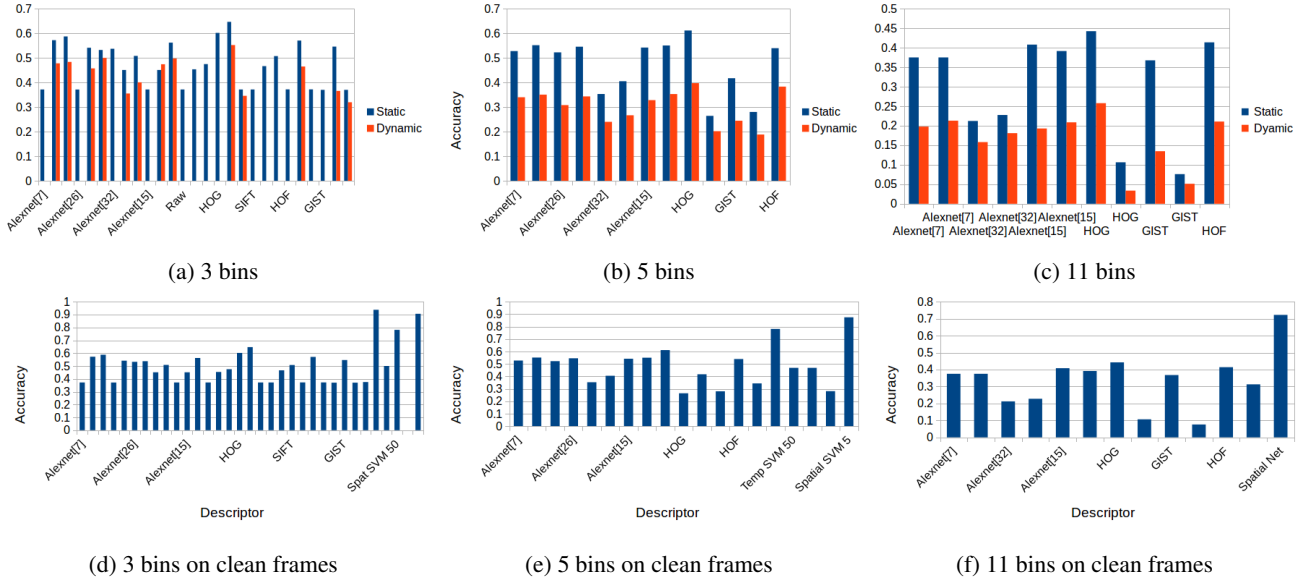 0.7
0.6
0.5
0.4
0.3
0.2
0.1
0
Alexnet[7]
Alexnet[26]
Alexnet[32]
Alexnet[15]
Raw
HOG
SIFT
HOF
GIST
Static
Dynamic
(a) 3 bins
Accuracy
0.7
0.6
0.5
0.4
0.3
0.2
0.1
0
Alexnet[7]
Alexnet[26]
Alexnet[32]
Alexnet[15]
HOG
GIST
HOF
Static
Dynamic
(b) 5 bins
0.5
0.45
0.4
0.35
0.3
0.25
0.2
0.15
0.1
0.05
0
Alexnet[7] Alexnet[32] Alexnet[15] HOG GIST
Alexnet[7] Alexnet[32] Alexnet[15] HOG GIST HOF
Static
Dyamic
(c) 11 bins
Accuracy
1
0.9
0.8
0.7
0.6
0.5
0.4
0.3
0.2
0.1
0
Alexnet[7]
Alexnet[26]
Alexnet[15]
HOG
SIFT
GIST
Spat SVM 50
Descriptor
(d) 3 bins on clean frames
Accuracy
1
0.9
0.8
0.7
0.6
0.5
0.4
0.3
0.2
0.1
0
Alexnet[7]
Alexnet[26]
Alexnet[15]
HOG
HOF
Temp SVM 50
Spatial SVM 5
Descriptor
(e) 5 bins on clean frames
Accuracy
0.8
0.7
0.6
0.5
0.4
0.3
0.2
0.1
0
Alexnet[7]
Alexnet[32]
Alexnet[15]
HOG
GIST
HOF
Spatial Net
Descriptor
(f) 11 bins on clean frames